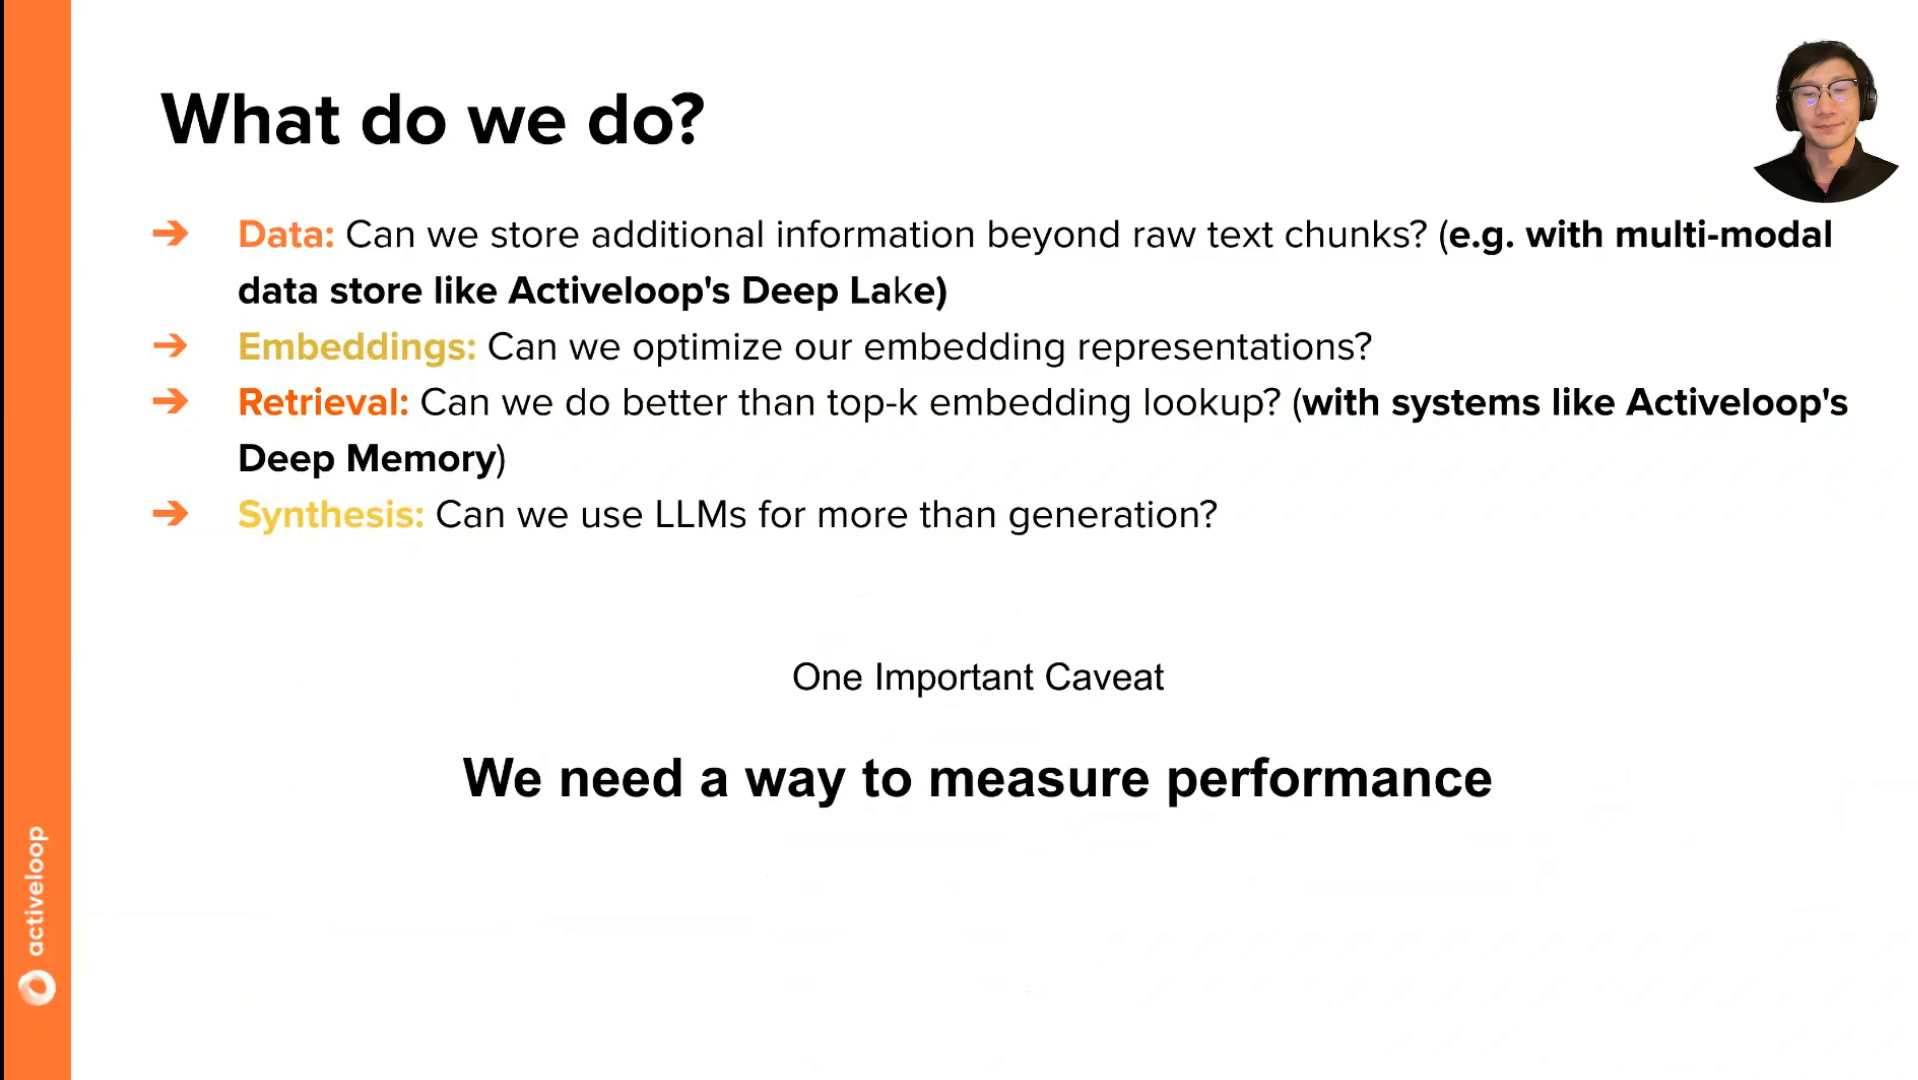 What do we do?
➔ Data: Can we store additional information beyond raw text chunks? (e.g. with multi-modal
data store like Activeloop's Deep Lake)
➔ Embeddings: Can we optimize our embedding representations?
➔ Retrieval: Can we do better than top-k embedding lookup? (with systems like Activeloop's
Deep Memory)
➔ Synthesis: Can we use LLMs for more than generation?
One Important Caveat
We need a way to measure performance
activeloop